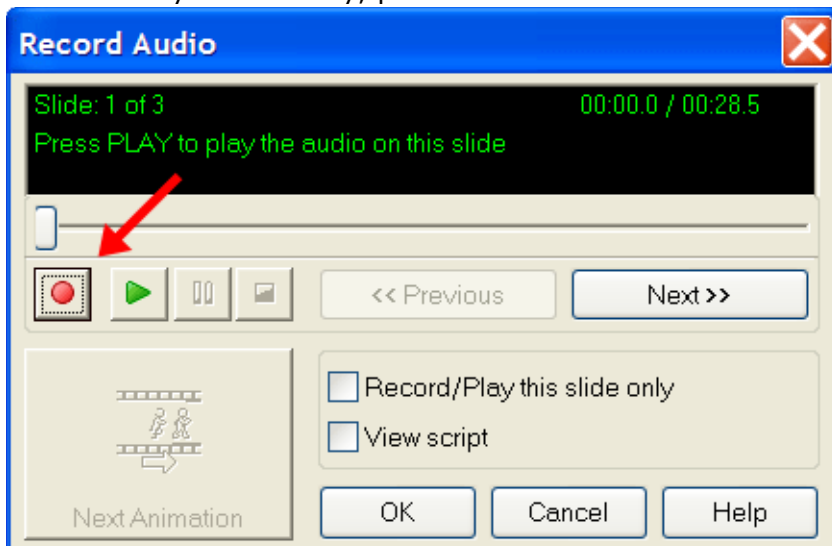 Record Audio
Slide: 1 of 3 00:00.0 / 00:28.5
Press PLAY to play the audio on this slide
<< Previous Next >>
Record/Play this slide only
View script
Next Animation OK Cancel Help